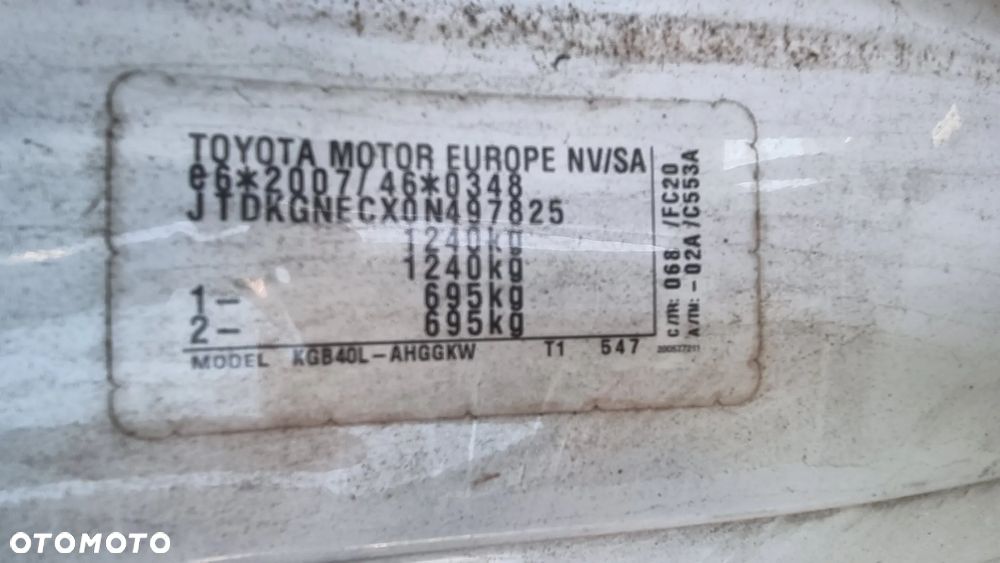 TOYOTA MOTOR EUROPE NV/SA
e6*2007/46*0348
JTDKGNECX0N497825
1240kg
1240kg
1- 695kg
2- 695kg
MODEL KGB40L-AHGGKW T1 547
C/TR: 068 /FC20
A/TM: -02A /C553A
OTOMOTO